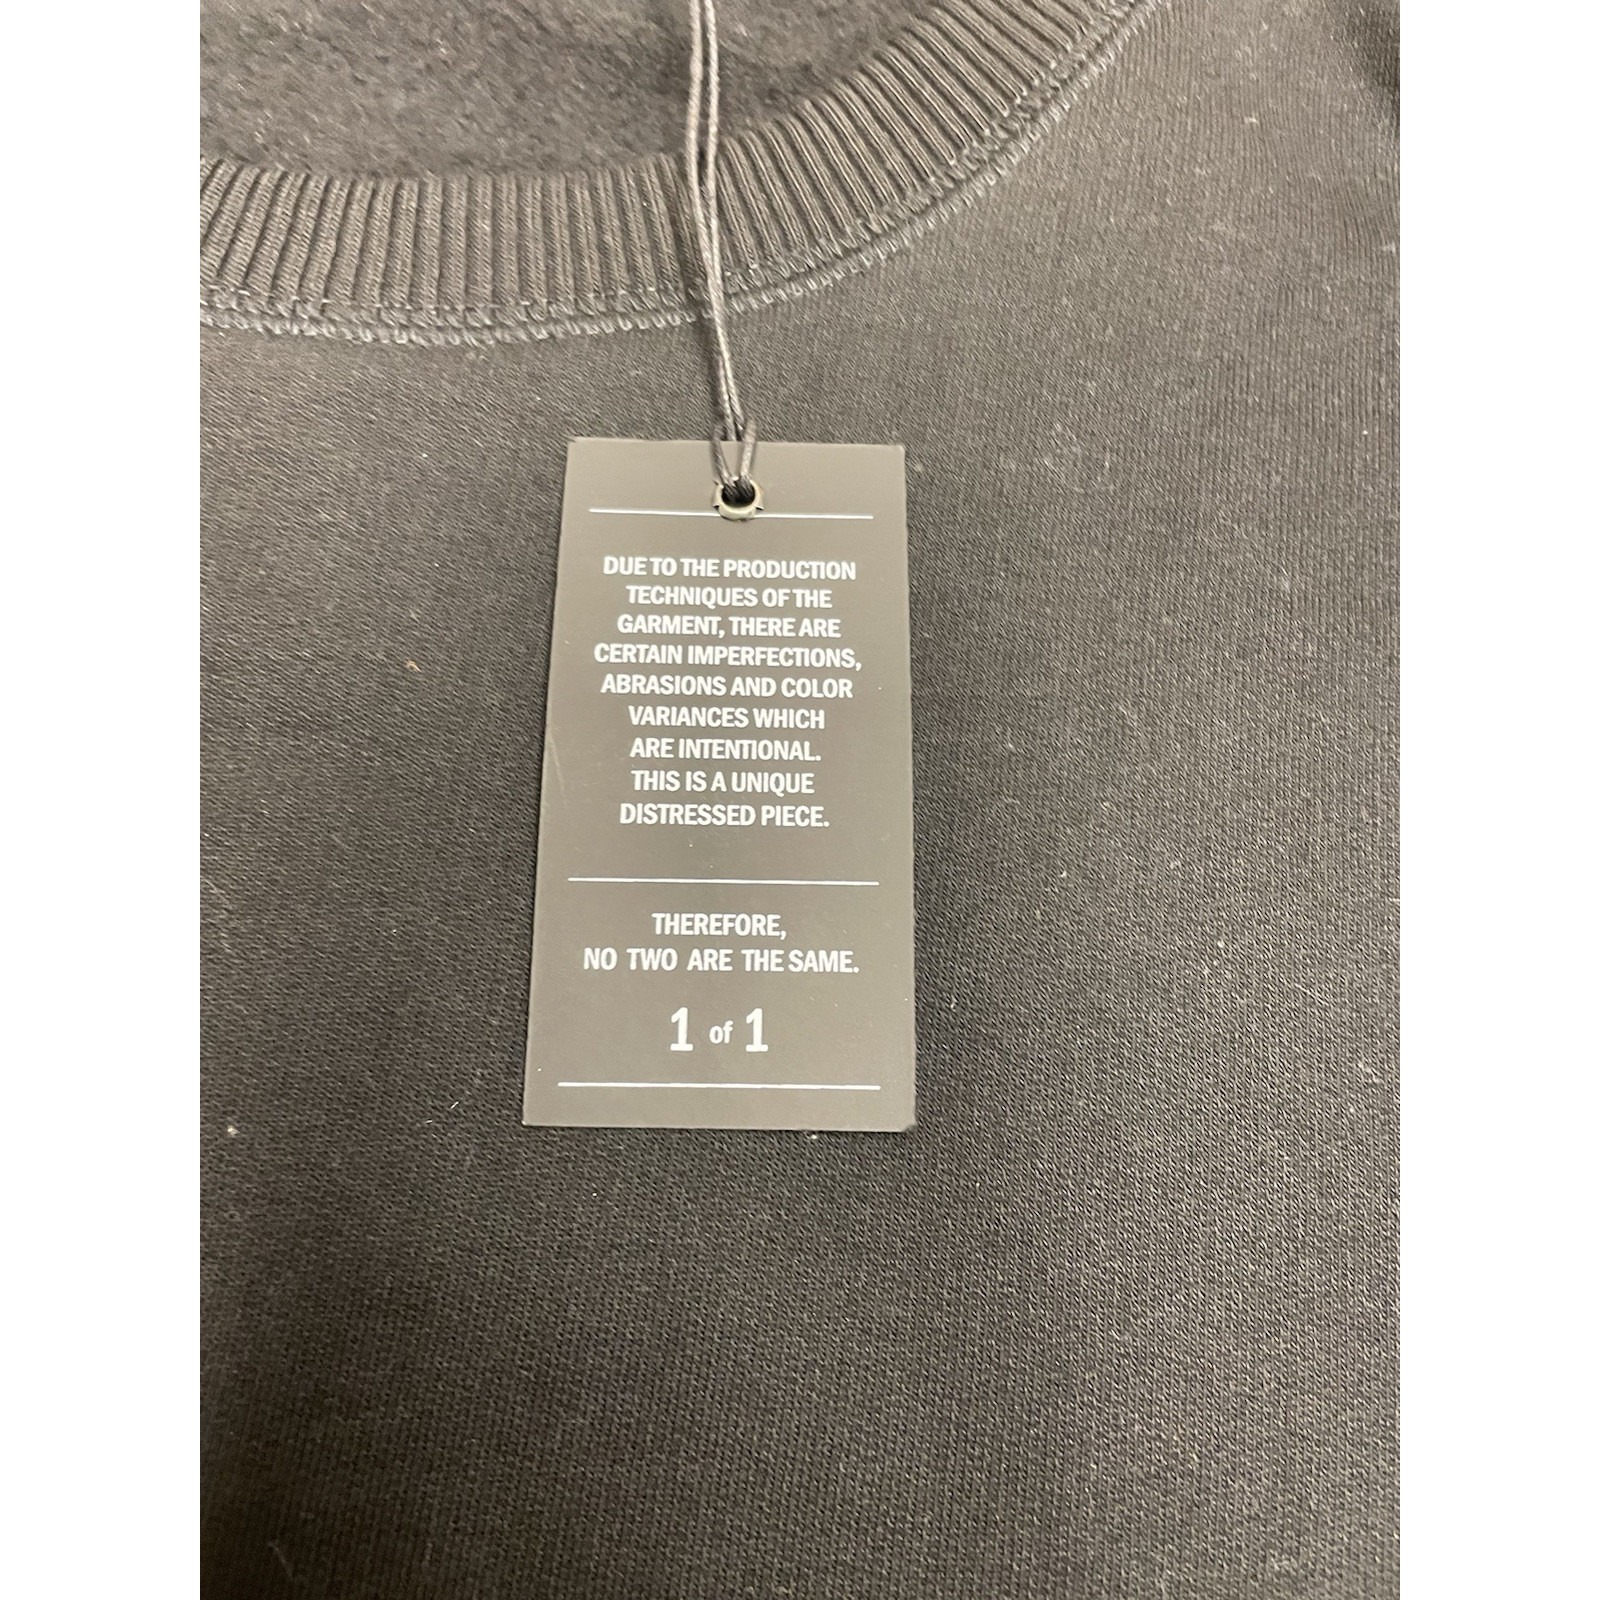 DUE TO THE PRODUCTION
TECHNIQUES OF THE
GARMENT, THERE ARE
CERTAIN IMPERFECTIONS,
ABRASIONS AND COLOR
VARIANCES WHICH
ARE INTENTIONAL.
THIS IS A UNIQUE
DISTRESSED PIECE.
THEREFORE,
NO TWO ARE THE SAME.
1 of 1